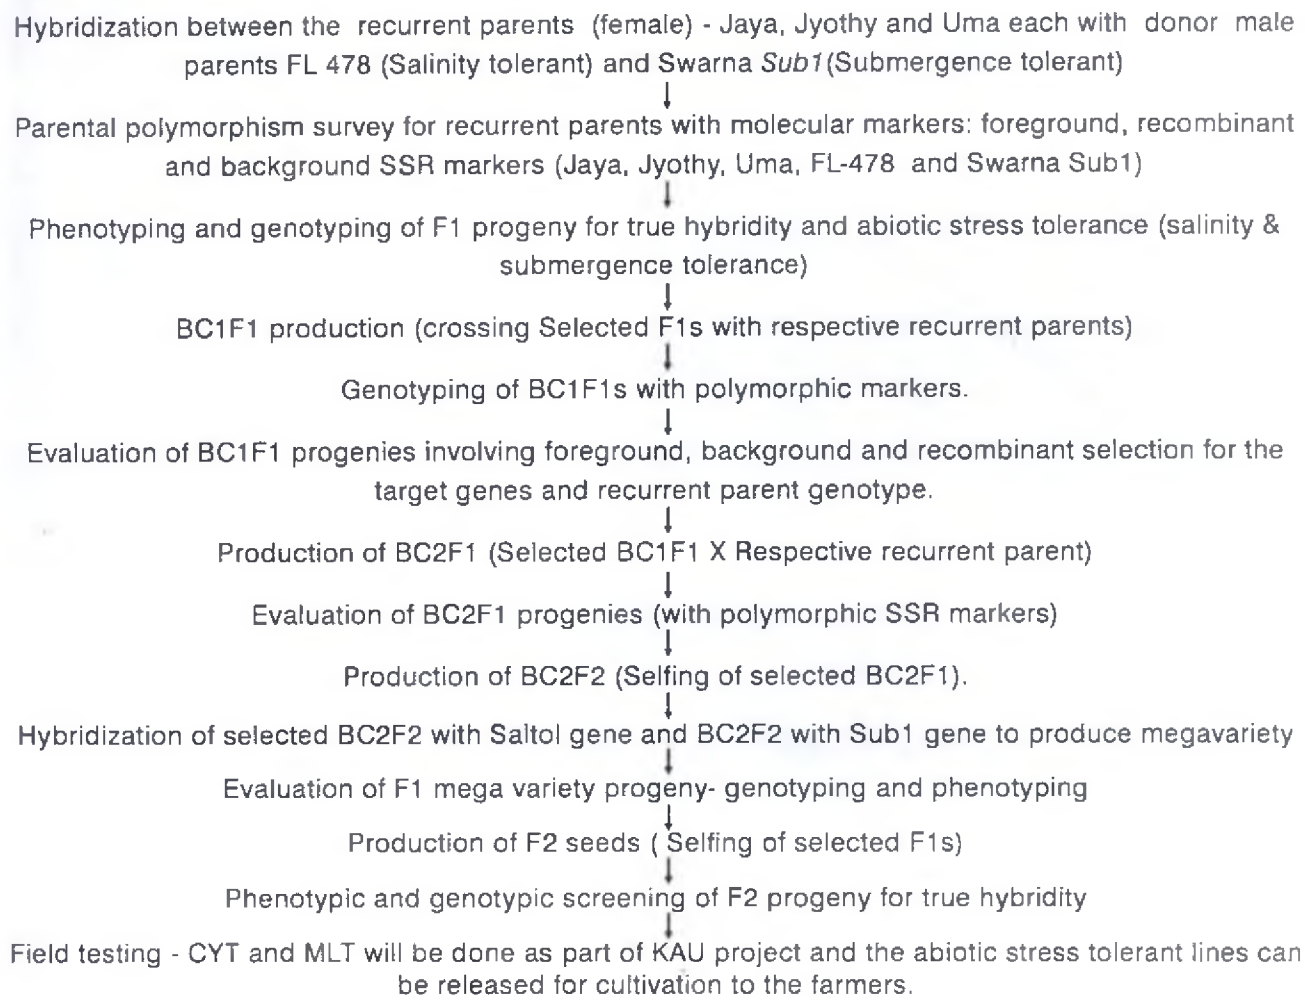 Hybridization between the recurrent parents (female) - Jaya, Jyothy and Uma each with donor male
parents FL 478 (Salinity tolerant) and Swarna Sub1(Submergence tolerant)
Parental polymorphism survey for recurrent parents with molecular markers: foreground, recombinant
and background SSR markers (Jaya, Jyothy, Uma, FL-478 and Swarna Sub1)
Phenotyping and genotyping of F1 progeny for true hybridity and abiotic stress tolerance (salinity &
submergence tolerance)
BC1F1 production (crossing Selected F1s with respective recurrent parents)
Genotyping of BC1F1s with polymorphic markers.
Evaluation of BC1F1 progenies involving foreground, background and recombinant selection for the
target genes and recurrent parent genotype.
Production of BC2F1 (Selected BC1F1 X Respective recurrent parent)
Evaluation of BC2F1 progenies (with polymorphic SSR markers)
Production of BC2F2 (Selfing of selected BC2F1).
Hybridization of selected BC2F2 with Saltol gene and BC2F2 with Sub1 gene to produce megavariety
Evaluation of F1 mega variety progeny- genotyping and phenotyping
Production of F2 seeds ( Selfing of selected F1s)
Phenotypic and genotypic screening of F2 progeny for true hybridity
Field testing - CYT and MLT will be done as part of KAU project and the abiotic stress tolerant lines can
be released for cultivation to the farmers.